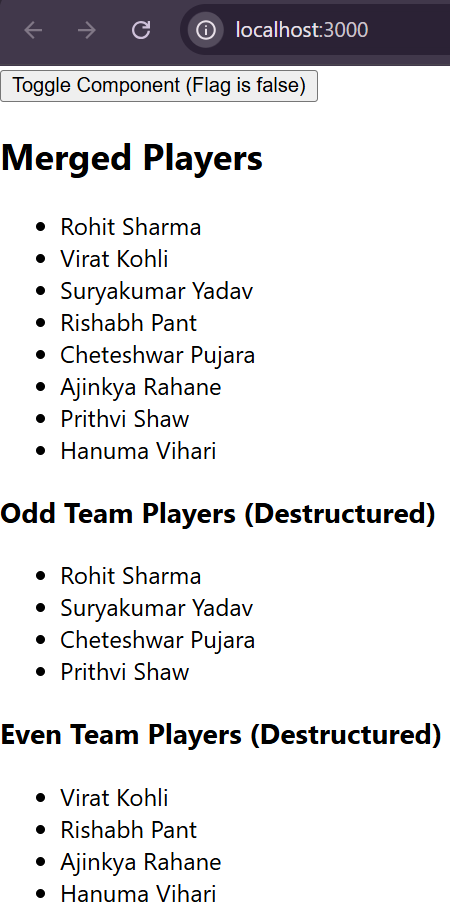 localhost:3000
Toggle Component (Flag is false)
Merged Players
Rohit Sharma
Virat Kohli
Suryakumar Yadav
Rishabh Pant
Cheteshwar Pujara
Ajinkya Rahane
Prithvi Shaw
Hanuma Vihari
Odd Team Players (Destructured)
Rohit Sharma
Suryakumar Yadav
Cheteshwar Pujara
Prithvi Shaw
Even Team Players (Destructured)
Virat Kohli
Rishabh Pant
Ajinkya Rahane
Hanuma Vihari